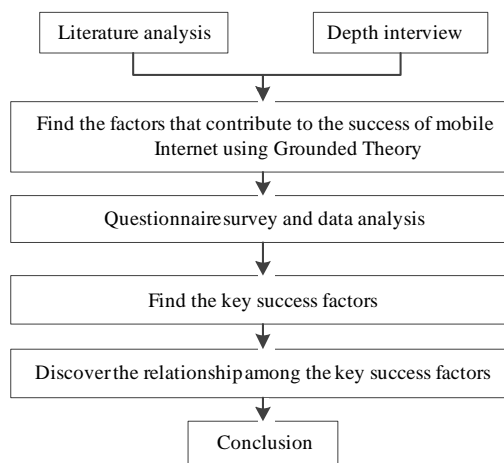 Literature analysis
Depth interview
Find the factors that contribute to the success of mobile
Internet using Grounded Theory
Questionnaire survey and data analysis
Find the key success factors
Discover the relationship among the key success factors
Conclusion